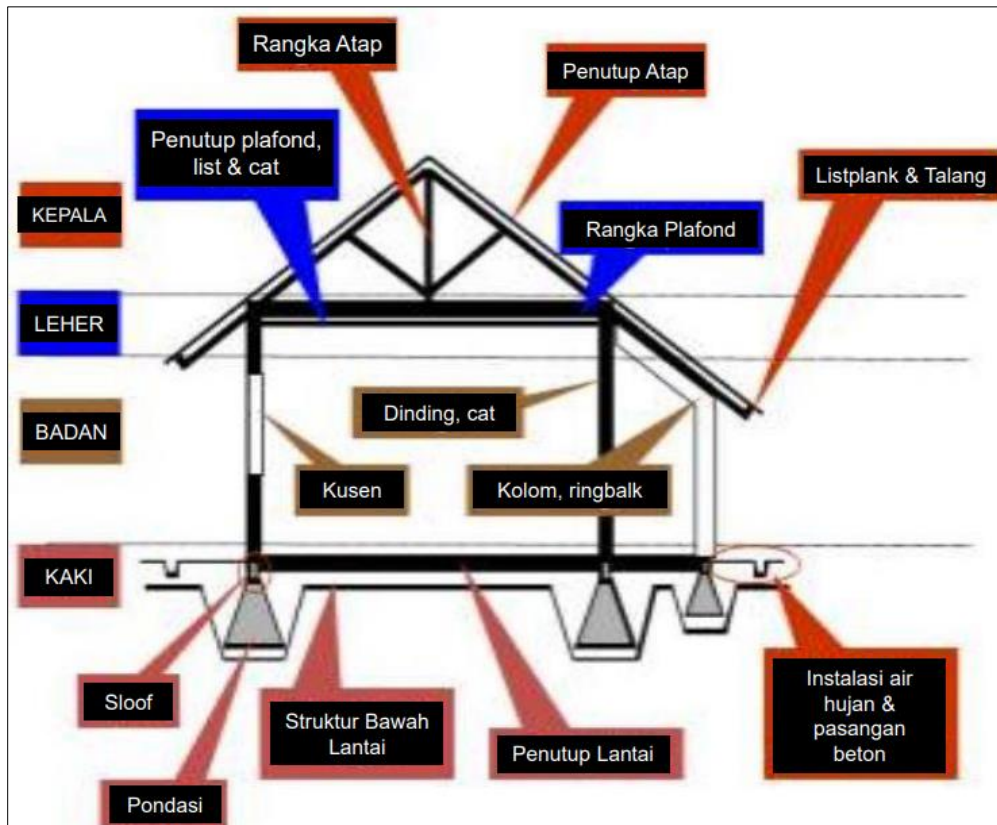 Rangka Atap
Penutup Atap
Penutup plafond,
list & cat
Listplank & Talang
KEPALA
Rangka Plafond
LEHER
Dinding, cat
BADAN
Kusen
Kolom, ringbalk
KAKI
Sloof
Struktur Bawah
Lantai
Penutup Lantai
Instalasi air
hujan &
pasangan
beton
Pondasi